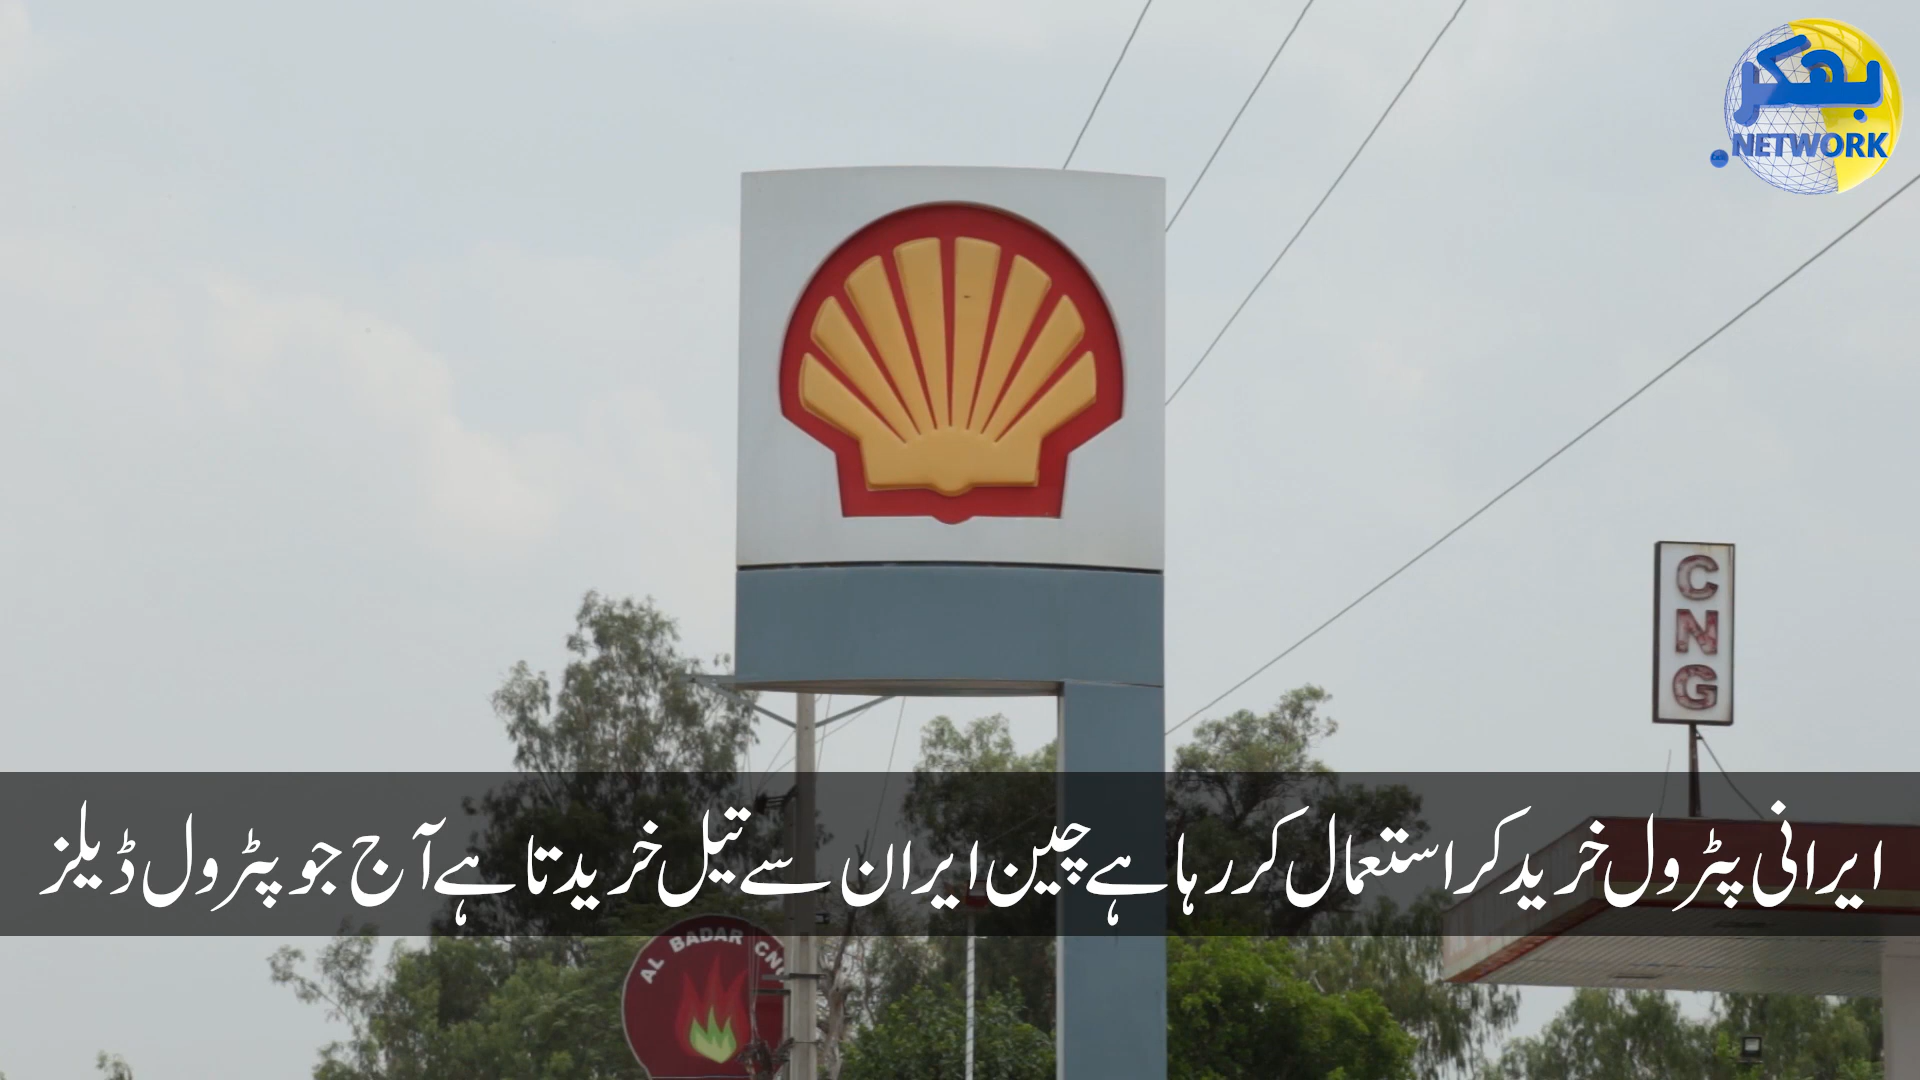 بھکر
NETWORK
C
N
G
ایرانی پٹرول خرید کر استعمال کر رہا ہے چین ایران سے تیل خریدتا ہے آج جو پٹرول ڈیلز
AL BADAR CNG